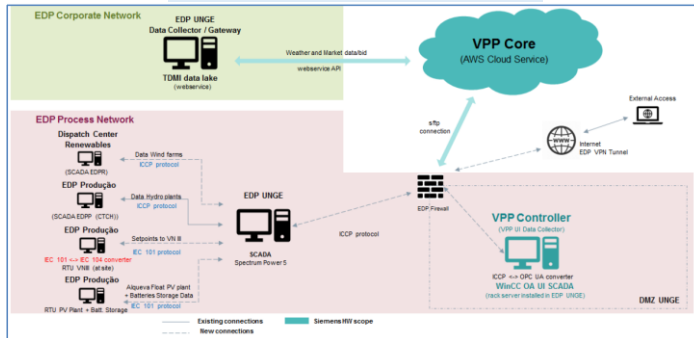 EDP Corporate Network
EDP UNGE
Data Collector / Gateway
TDMI data lake
(webservice)
Weather and Market data/bid
webservice API
VPP Core
(AWS Cloud Service)
sftp
connection
External Access
WWW
Internet
EDP VPN Tunnel
EDP Process Network
Dispatch Center
Renewables
(SCADA EDPR)
Data Wind farms
ICCP protocol
EDP Produção
(SCADA EDPP (CTCH))
Data Hydro plants
ICCP protocol
EDP Produção
IEC 101 <-> IEC 104 converter
RTU VNIII (at site)
Setpoints to VN III
IEC 101 protocol
EDP Produção
RTU PV Plant + Batt. Storage
Alqueva Float PV plant
+ Batteries Storage Data
IEC 101 protocol
EDP UNGE
SCADA
Spectrum Power 5
ICCP protocol
EDP Firewall
VPP Controller
(VPP UI Data Collector)
ICCP <-> OPC UA converter
WinCC OA UI SCADA
(rack server installed in EDP UNGE)
DMZ UNGE
Existing connections
New connections
Siemens HW scope